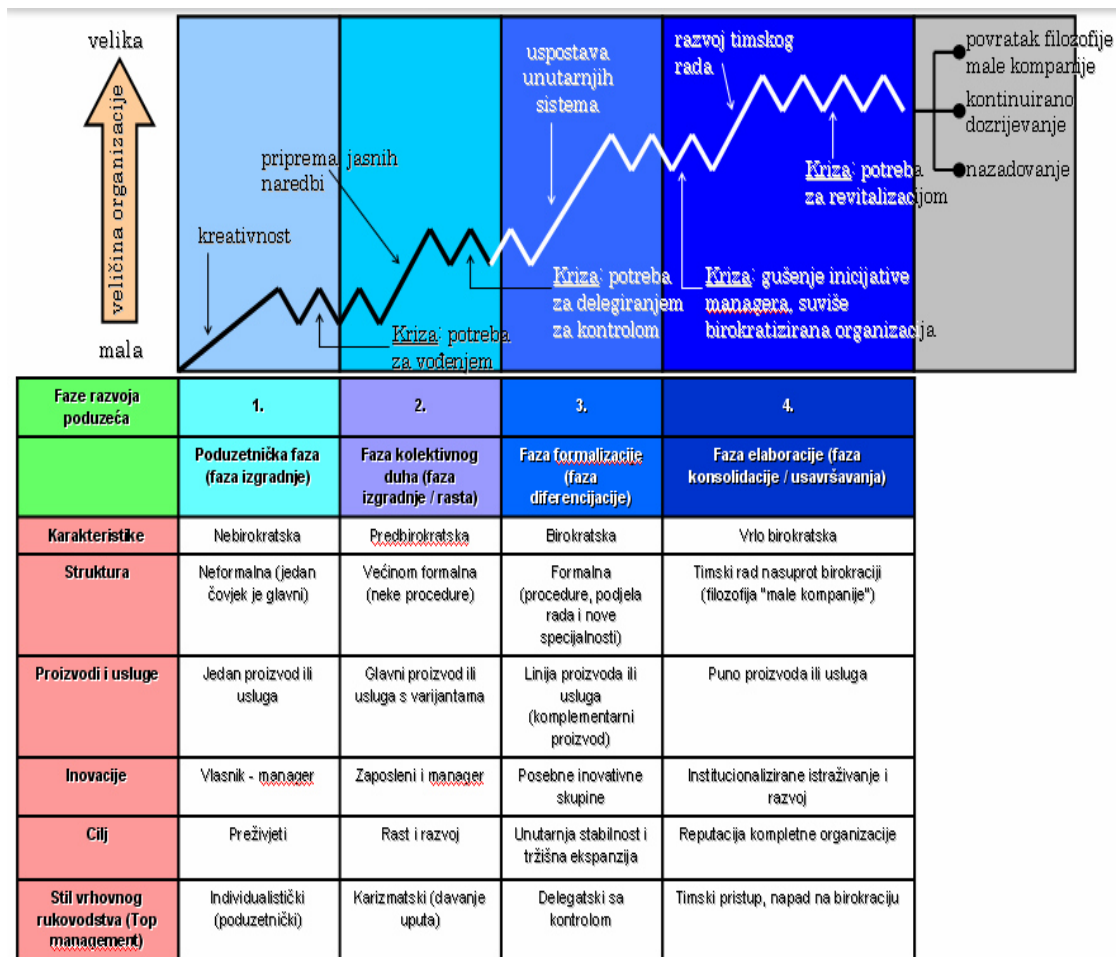 velika
veličina organizacije
mala
kreativnost
priprema jasnih
naredbi
Kriza: potreba
za vođenjem
uspostava
unutarnjih
sistema
Kriza: potreba
za delegiranjem
za kontrolom
razvoj timskog
rada
Kriza: gušenje inicijative
managera, suviše
birokratizirana organizacija
Kriza: potreba
za revitalizacijom
povratak filozofije
male kompanije
kontinuirano
dozrijevanje
nazadovanje
Faze razvoja
poduzeća
1.
2.
3.
4.
Poduzetnička faza
(faza izgradnje)
Faza kolektivnog
duha (faza
izgradnje / rasta)
Faza formalizacije
(faza
diferencijacije)
Faza elaboracije (faza
konsolidacije / usavršavanja)
Karakteristike
Nebirokratska
Predbirokratska
Birokratska
Vrlo birokratska
Struktura
Neformalna (jedan
čovjek je glavni)
Većinom formalna
(neke procedure)
Formalna
(procedure, podjela
rada i nove
specijalnosti)
Timski rad nasuprot birokraciji
(filozofija "male kompanije")
Proizvodi i usluge
Jedan proizvod ili
usluga
Glavni proizvod ili
usluga s varijantama
Linija proizvoda ili
usluga
(komplementarni
proizvod)
Puno proizvoda ili usluga
Inovacije
Vlasnik - manager
Zaposleni i manager
Posebne inovativne
skupine
Institucionalizirane istraživanje i
razvoj
Cilj
Preživjeti
Rast i razvoj
Unutarnja stabilnost i
tržišna ekspanzija
Reputacija kompletne organizacije
Stil vrhovnog
rukovodstva (Top
management)
Individualistički
(poduzetnički)
Karizmatski (davanje
uputa)
Delegatski sa
kontrolom
Timski pristup, napad na birokraciju